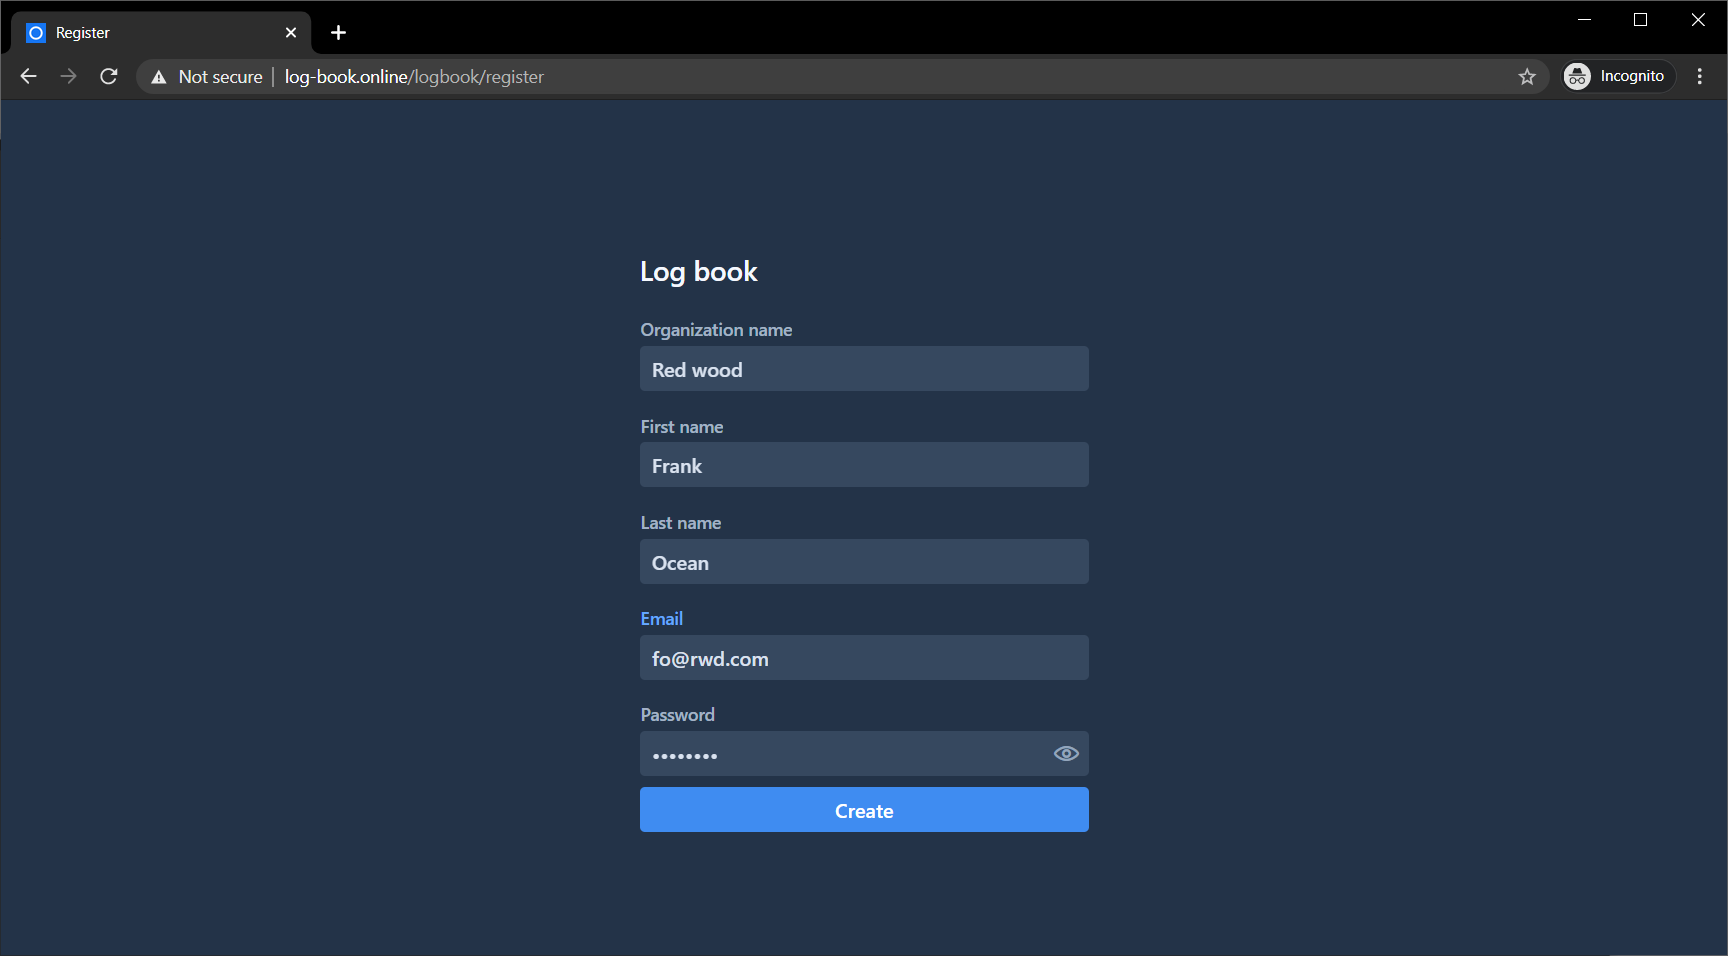 Register
Not secure | log-book.online/logbook/register
Incognito
Log book
Organization name
Red wood
First name
Frank
Last name
Ocean
Email
fo@rwd.com
Password
••••••••
Create